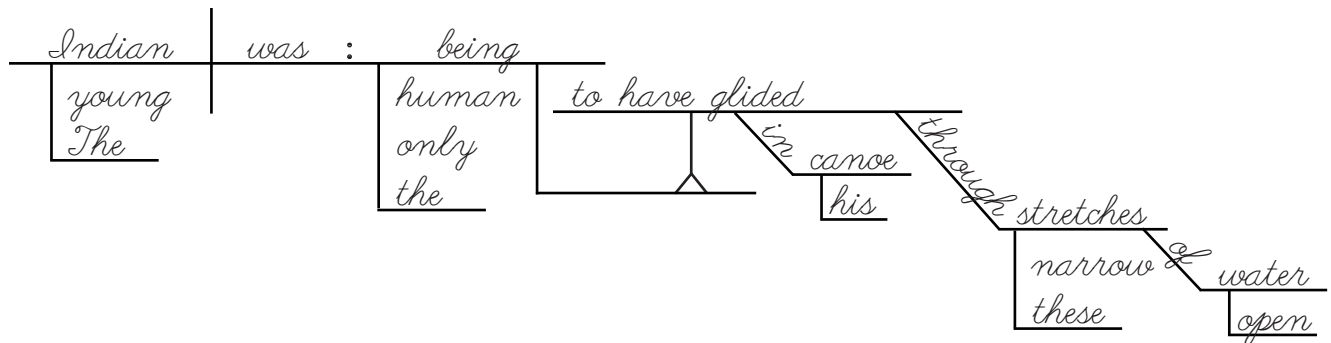 Indian was : being
young human to have glided
The only in canoe through
the his stretches
narrow of water
these open